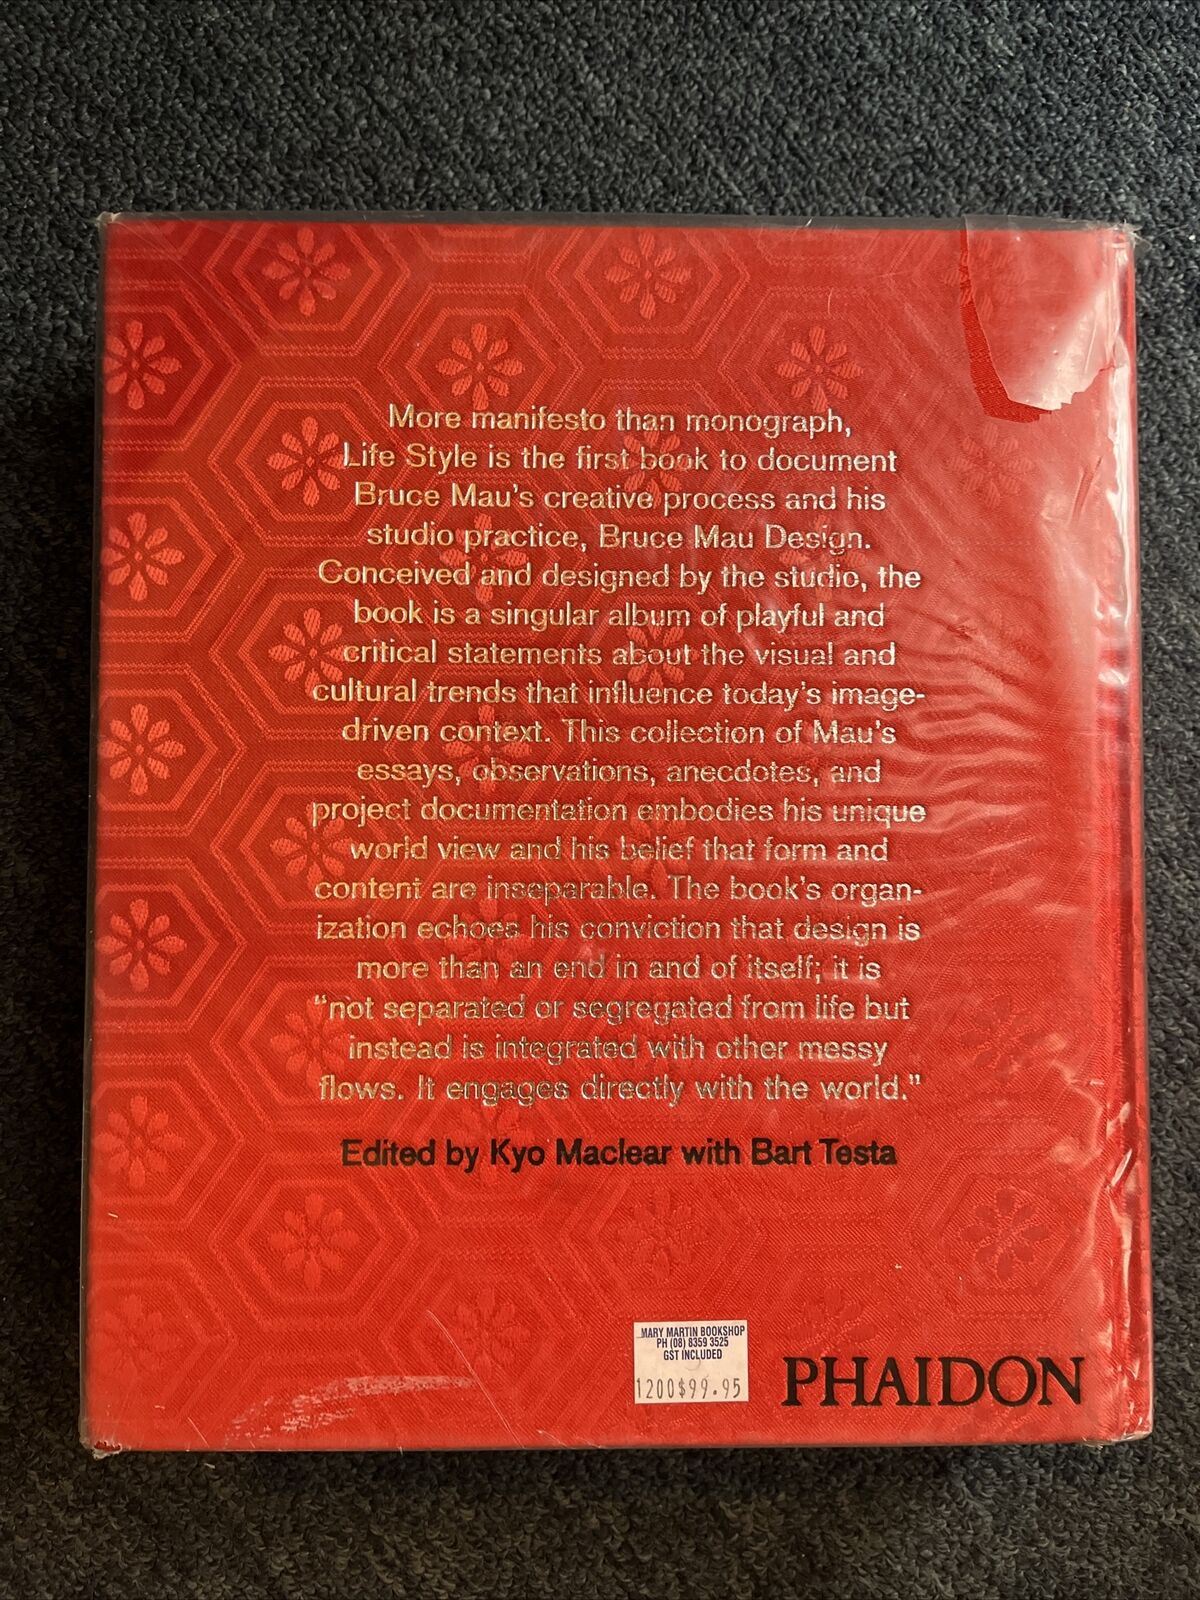 More manifesto than monograph,
Life Style is the first book to document
Bruce Mau's creative process and his
studio practice, Bruce Mau Design.
Conceived and designed by the studio, the
book is a singular album of playful and
critical statements about the visual and
cultural trends that influence today's image-
driven context. This collection of Mau's
essays, observations, anecdotes, and
project documentation embodies his unique
world view and his belief that form and
content are inseparable. The book's organ-
ization echoes his conviction that design is
more than an end in and of itself; it is
“not separated or segregated from life but
instead is integrated with other messy
flows. It engages directly with the world.”
Edited by Kyo Maclear with Bart Testa
MARY MARTIN BOOKSHOP
PH (08) 8359 3525
GST INCLUDED
1200$99.95
PHAIDON